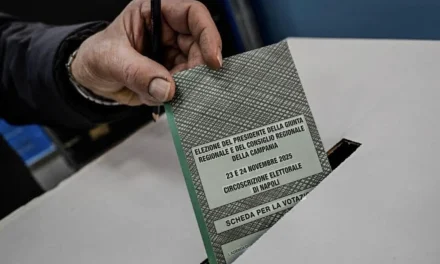 ELEZIONE DEL PRESIDENTE DELLA GIUNTA
REGIONALE E DEL CONSIGLIO REGIONALE
DELLA CAMPANIA
23 E 24 NOVEMBRE 2025
CIRCOSCRIZIONE ELETTORALE
DI NAPOLI
SCHEDA PER LA